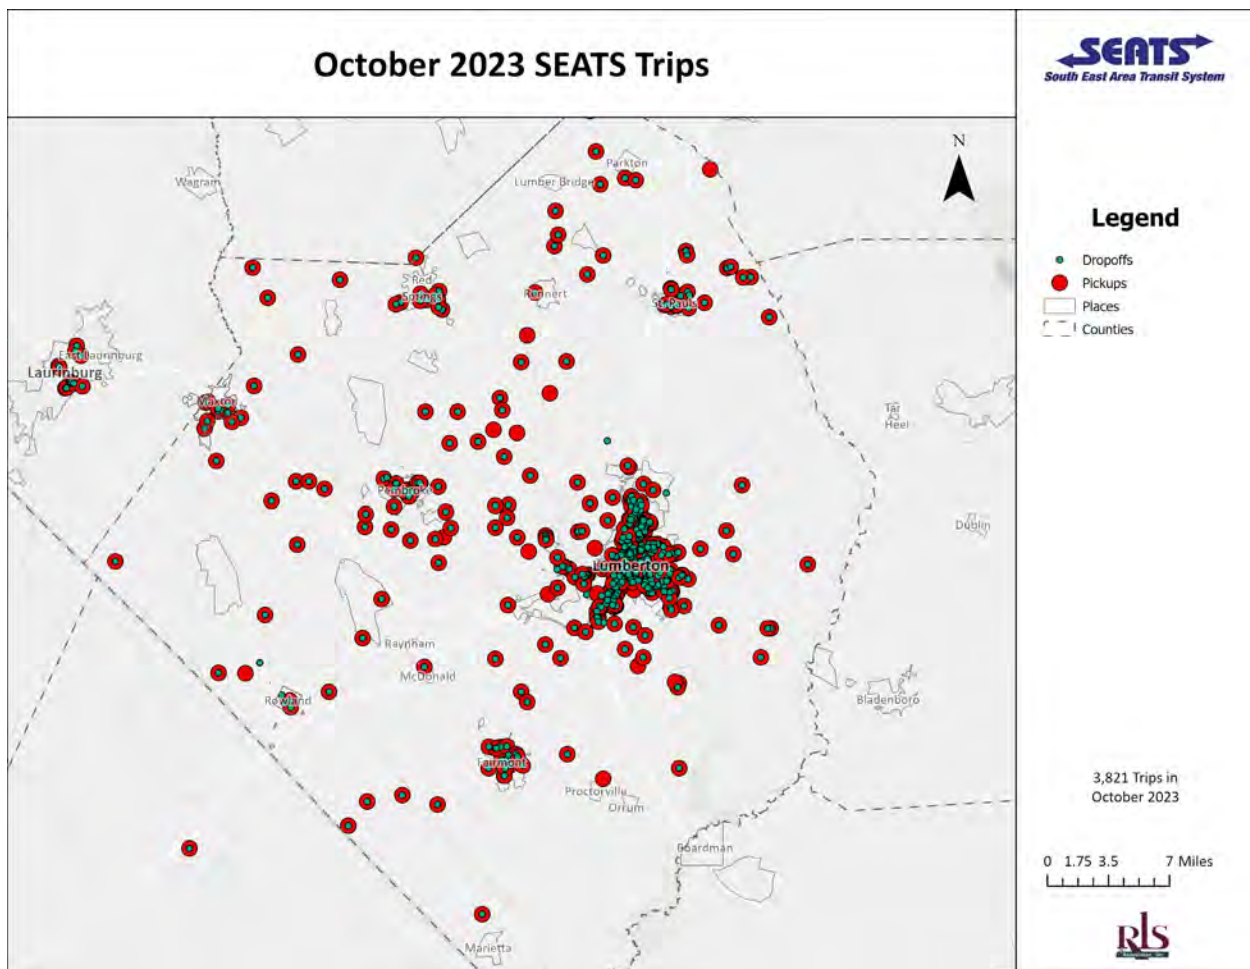 October 2023 SEATS Trips
SEATS
South East Area Transit System
N
Legend
Dropoffs
Pickups
Places
Counties
3,821 Trips in
October 2023
0 1.75 3.5 7 Miles
RLS
Wagram
Parkton
Lumber Bridge
Red
Springs
Rennert
St. Pauls
East Laurinburg
Laurinburg
Maxton
Tar
Heel
Pembroke
Dublin
Lumberton
Raynham
McDonald
Rowland
Bladenboro
Fairmont
Proctorville
Orrum
Boardman
Marietta